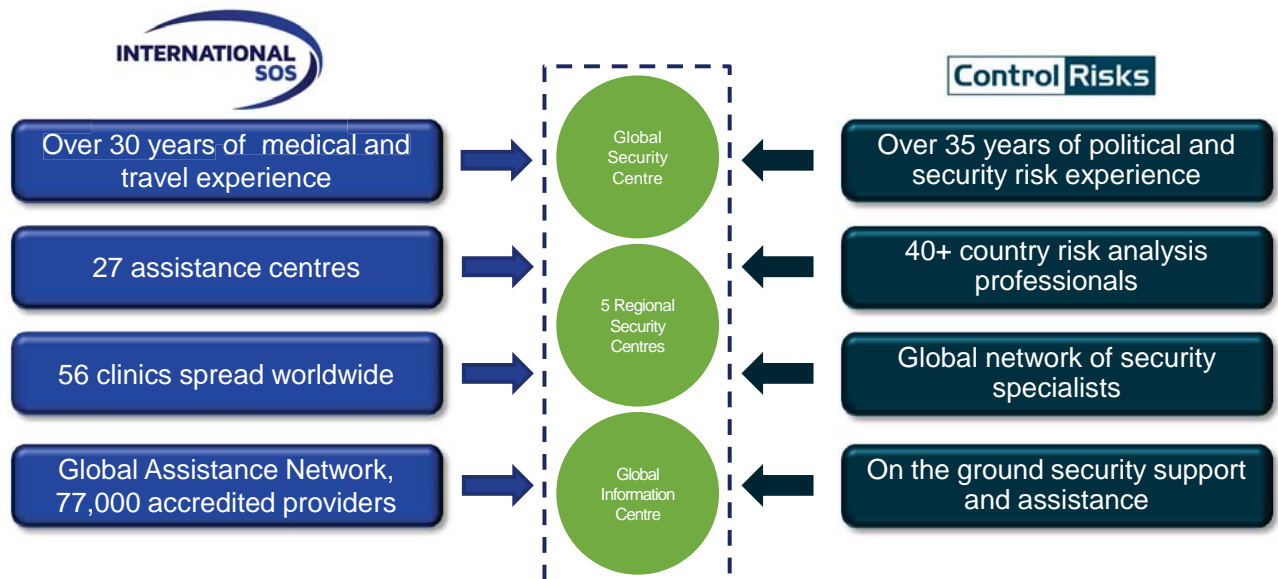 INTERNATIONAL
SOS
Control Risks
Over 30 years of medical and
travel experience
27 assistance centres
56 clinics spread worldwide
Global Assistance Network,
77,000 accredited providers
Global
Security
Centre
5 Regional
Security
Centres
Global
Information
Centre
Over 35 years of political and
security risk experience
40+ country risk analysis
professionals
Global network of security
specialists
On the ground security support
and assistance